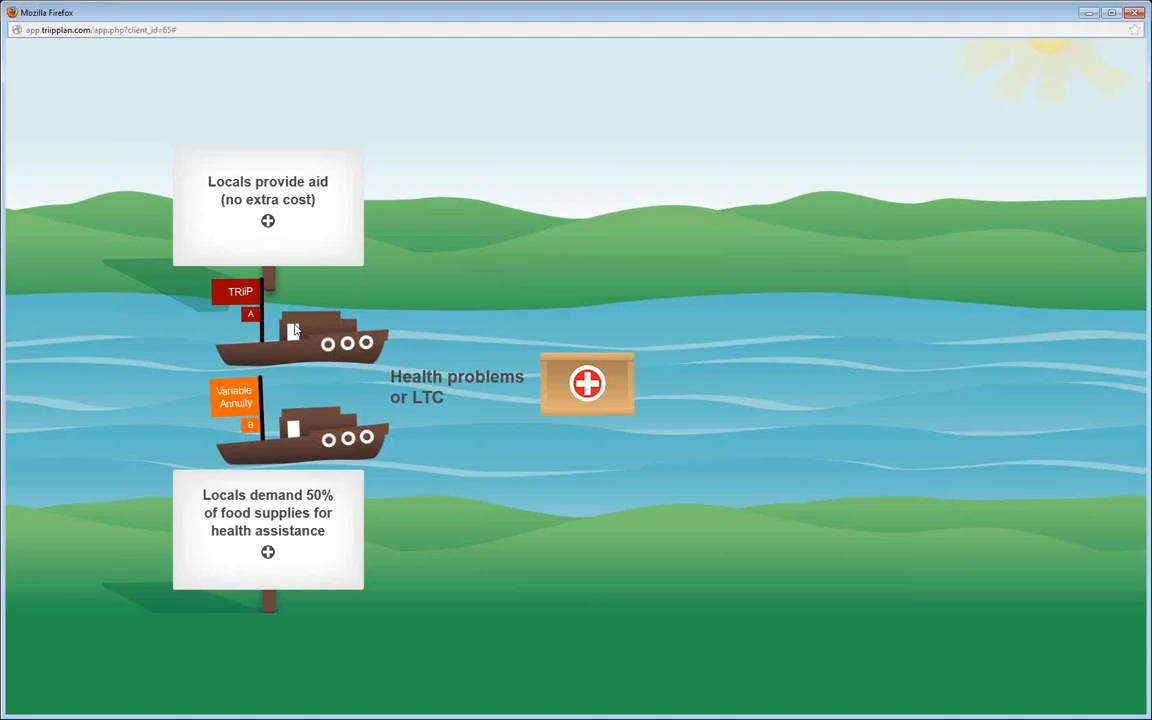 Mozilla Firefox
app.triipplan.com/app.php?client_id=65#
Locals provide aid
(no extra cost)
TRiiP
A
Health problems
or LTC
Variable
Annuity
B
Locals demand 50%
of food supplies for
health assistance